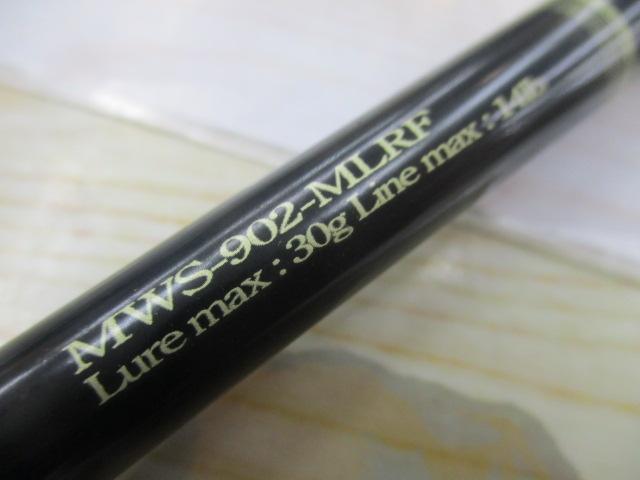 MWS-902-MLRF
Lure max : 30g Line max : 14lb